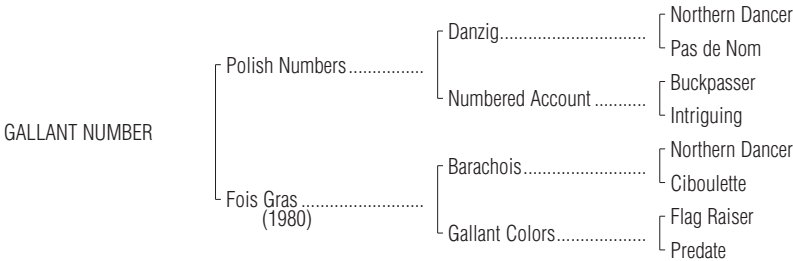 Northern Dancer
Danzig..............................
Pas de Nom
Polish Numbers................
Buckpasser
Numbered Account...........
Intriguing
GALLANT NUMBER
Northern Dancer
Barachois..........................
Ciboulette
Fois Gras..........................
(1980)
Flag Raiser
Gallant Colors...................
Predate